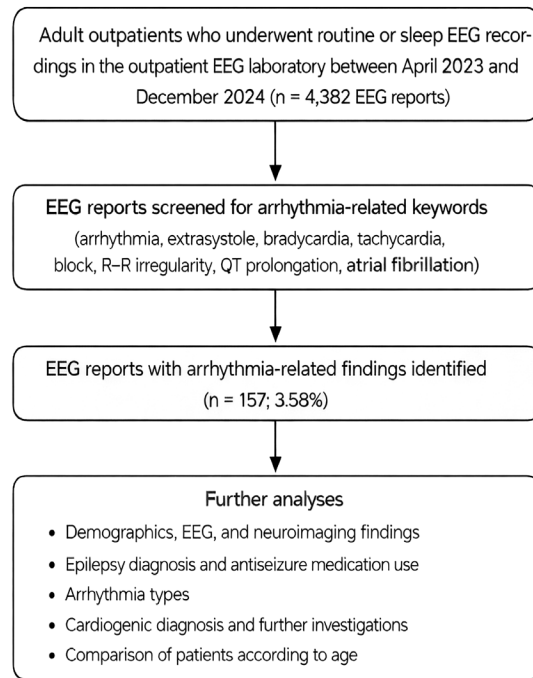 Adult outpatients who underwent routine or sleep EEG recor-
dings in the outpatient EEG laboratory between April 2023 and
December 2024 (n = 4,382 EEG reports)
EEG reports screened for arrhythmia-related keywords
(arrhythmia, extrasystole, bradycardia, tachycardia,
block, R–R irregularity, QT prolongation, atrial fibrillation)
EEG reports with arrhythmia-related findings identified
(n = 157; 3.58%)
Further analyses
• Demographics, EEG, and neuroimaging findings
• Epilepsy diagnosis and antiseizure medication use
• Arrhythmia types
• Cardiogenic diagnosis and further investigations
• Comparison of patients according to age